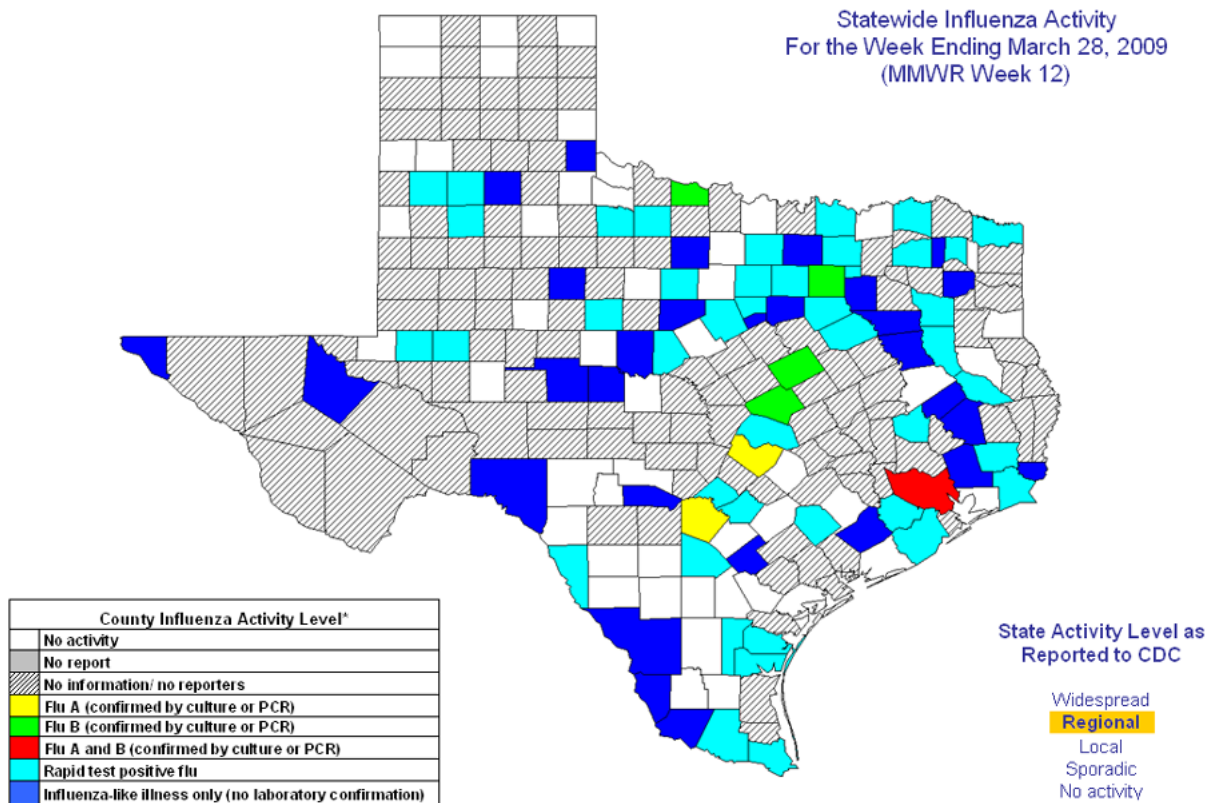 Statewide Influenza Activity
For the Week Ending March 28, 2009
(MMWR Week 12)
County Influenza Activity Level*
No activity
No report
No information/ no reporters
Flu A (confirmed by culture or PCR)
Flu B (confirmed by culture or PCR)
Flu A and B (confirmed by culture or PCR)
Rapid test positive flu
Influenza-like illness only (no laboratory confirmation)
State Activity Level as
Reported to CDC
Widespread
Regional
Local
Sporadic
No activity